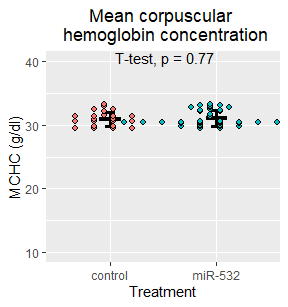 Mean corpuscular
hemoglobin concentration
T-test, p = 0.77
MCHC (g/dl)
40
30
20
10
control
miR-532
Treatment